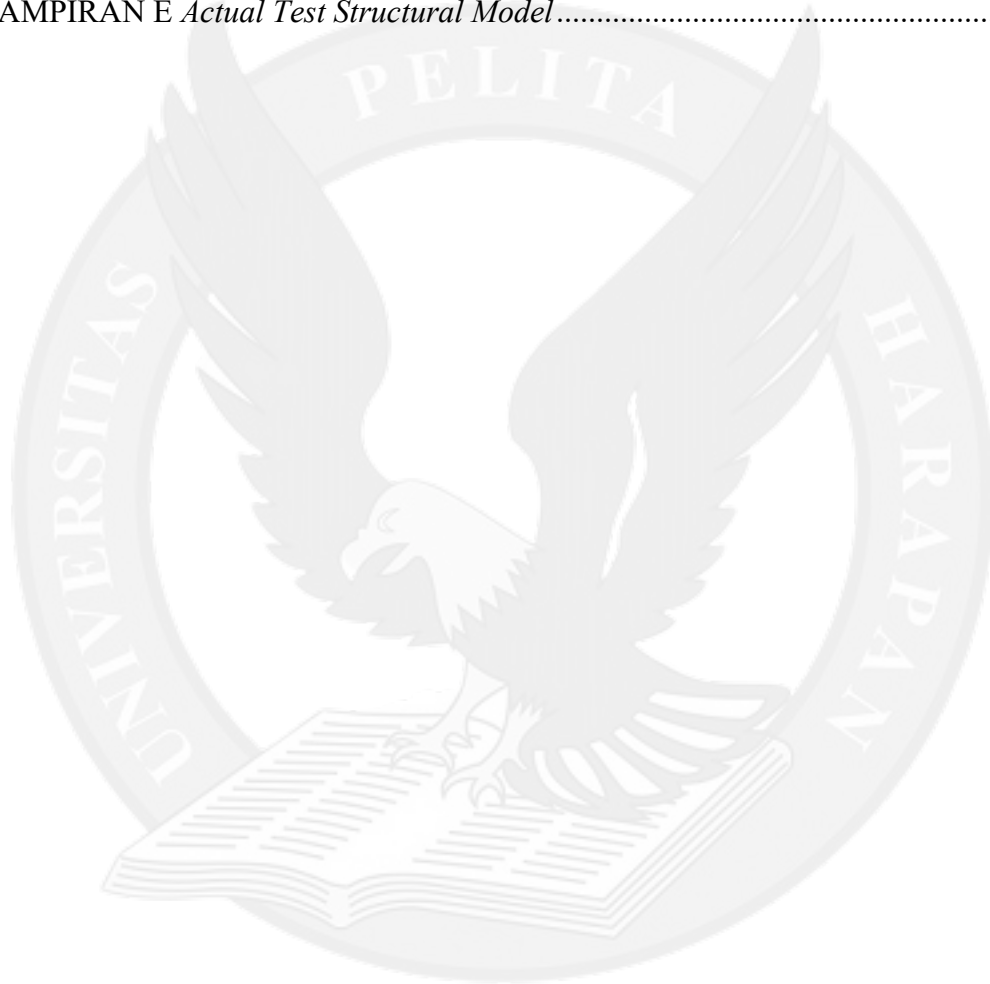 AMPIRAN E Actual Test Structural Model........................................................
PELITA
UNIVERSITAS
HARAPAN